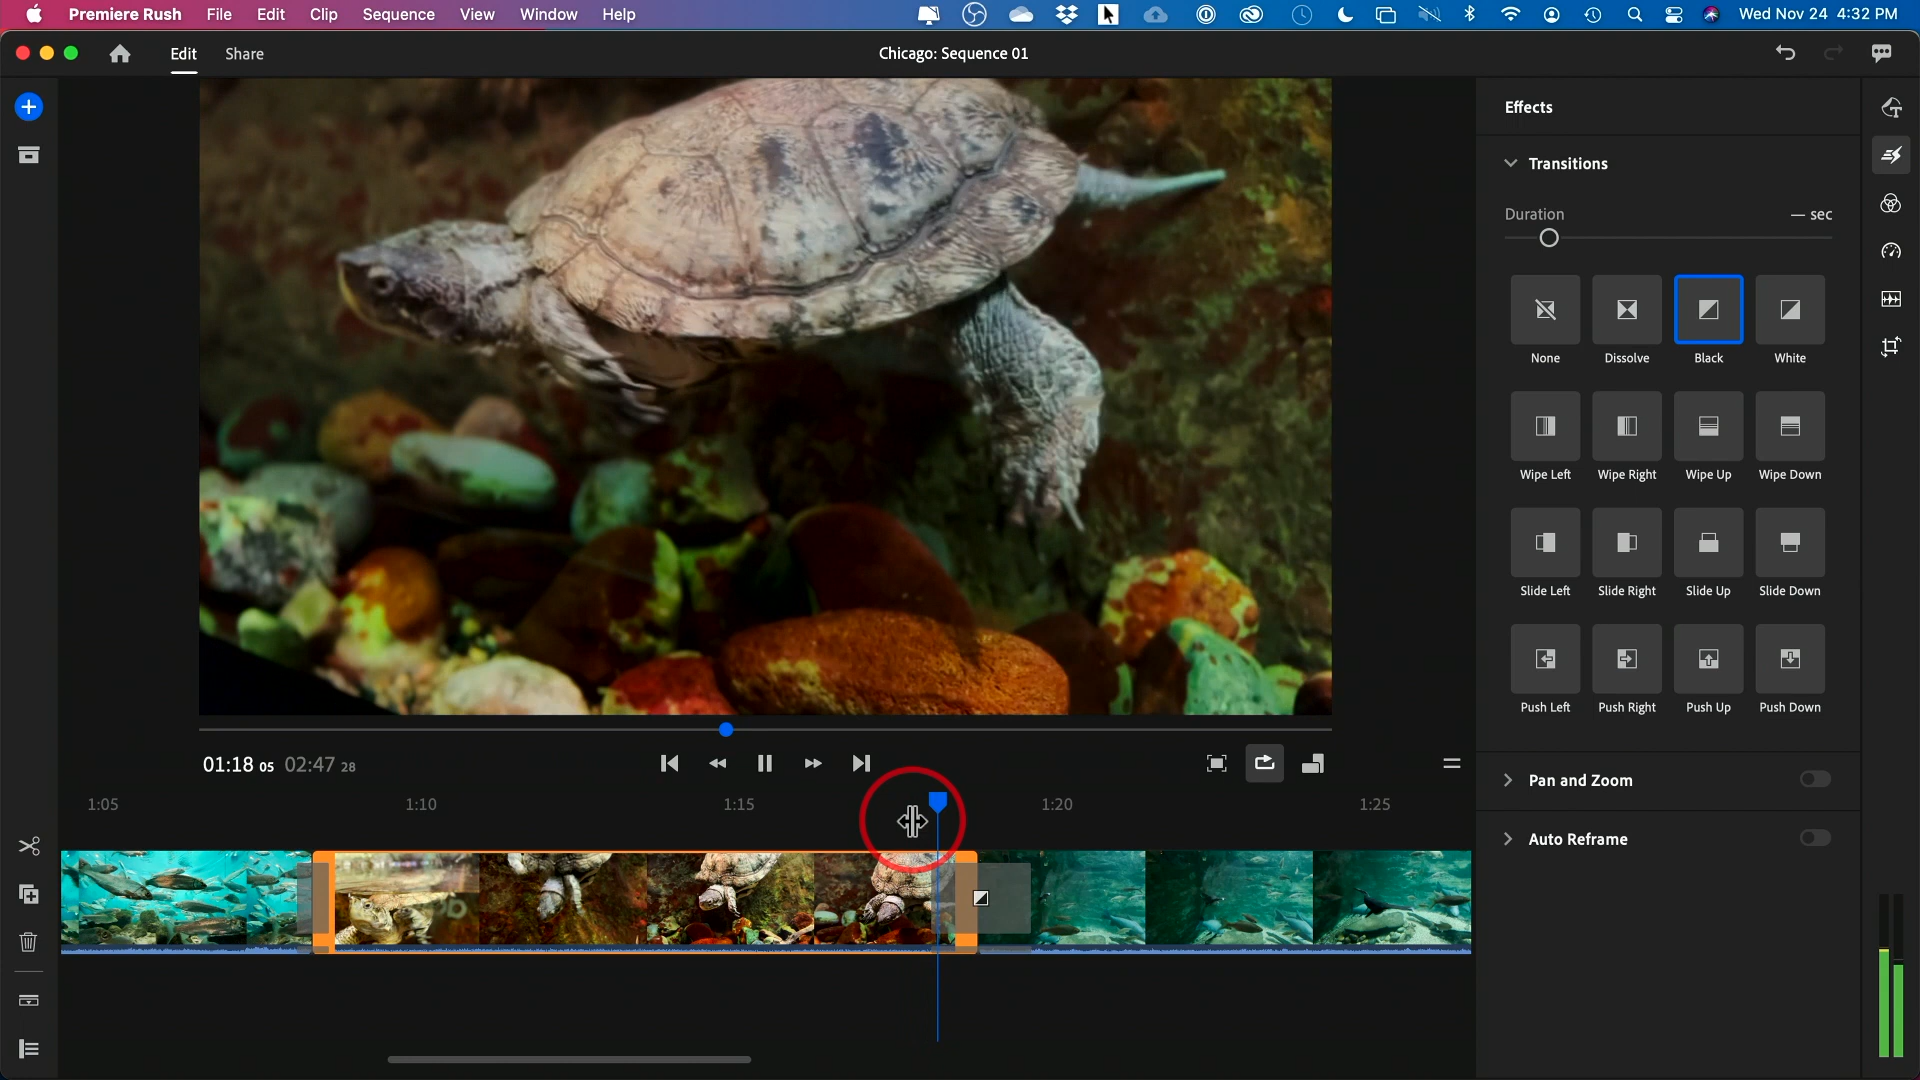 Premiere Rush File Edit Clip Sequence View Window Help Wed Nov 24 4:32 PM
Edit Share Chicago: Sequence 01
Effects
Transitions
Duration — sec
None Dissolve Black White
Wipe Left Wipe Right Wipe Up Wipe Down
Slide Left Slide Right Slide Up Slide Down
Push Left Push Right Push Up Push Down
01:18 05 02:47 28
Pan and Zoom
1:05 1:10 1:15 1:20 1:25
Auto Reframe